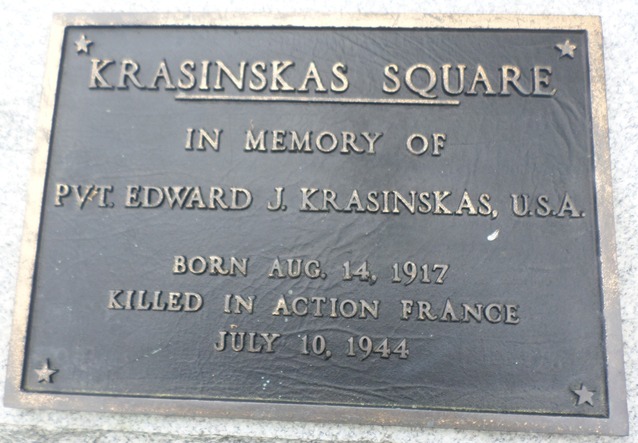 KRASINSKAS SQUARE
IN MEMORY OF
PVT. EDWARD J. KRASINSKAS, U.S.A.
BORN AUG. 14, 1917
KILLED IN ACTION FRANCE
JULY 10, 1944